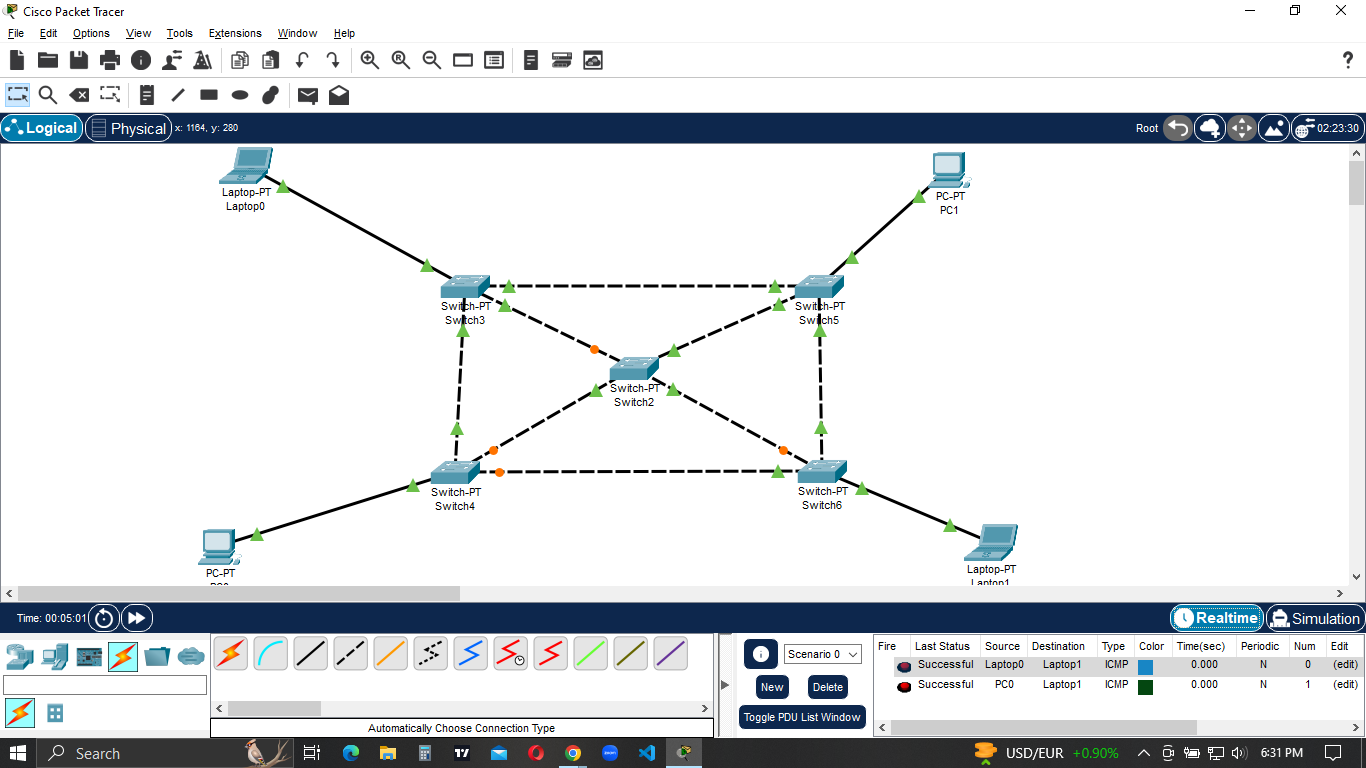 Cisco Packet Tracer
File Edit Options View Tools Extensions Window Help
?
Logical Physical x: 1164, y: 280 Root 02:23:30
Laptop-PT
Laptop0
PC-PT
PC1
Switch-PT
Switch3
Switch-PT
Switch5
Switch-PT
Switch2
Switch-PT
Switch4
Switch-PT
Switch6
PC-PT
PC0
Laptop-PT
Laptop1
Time: 00:05:01 Realtime Simulation
Scenario 0
New Delete
Toggle PDU List Window
Fire Last Status Source Destination Type Color Time(sec) Periodic Num Edit
Successful Laptop0 Laptop1 ICMP 0.000 N 0 (edit)
Successful PC0 Laptop1 ICMP 0.000 N 1 (edit)
Automatically Choose Connection Type
Search USD/EUR +0.90% 6:31 PM